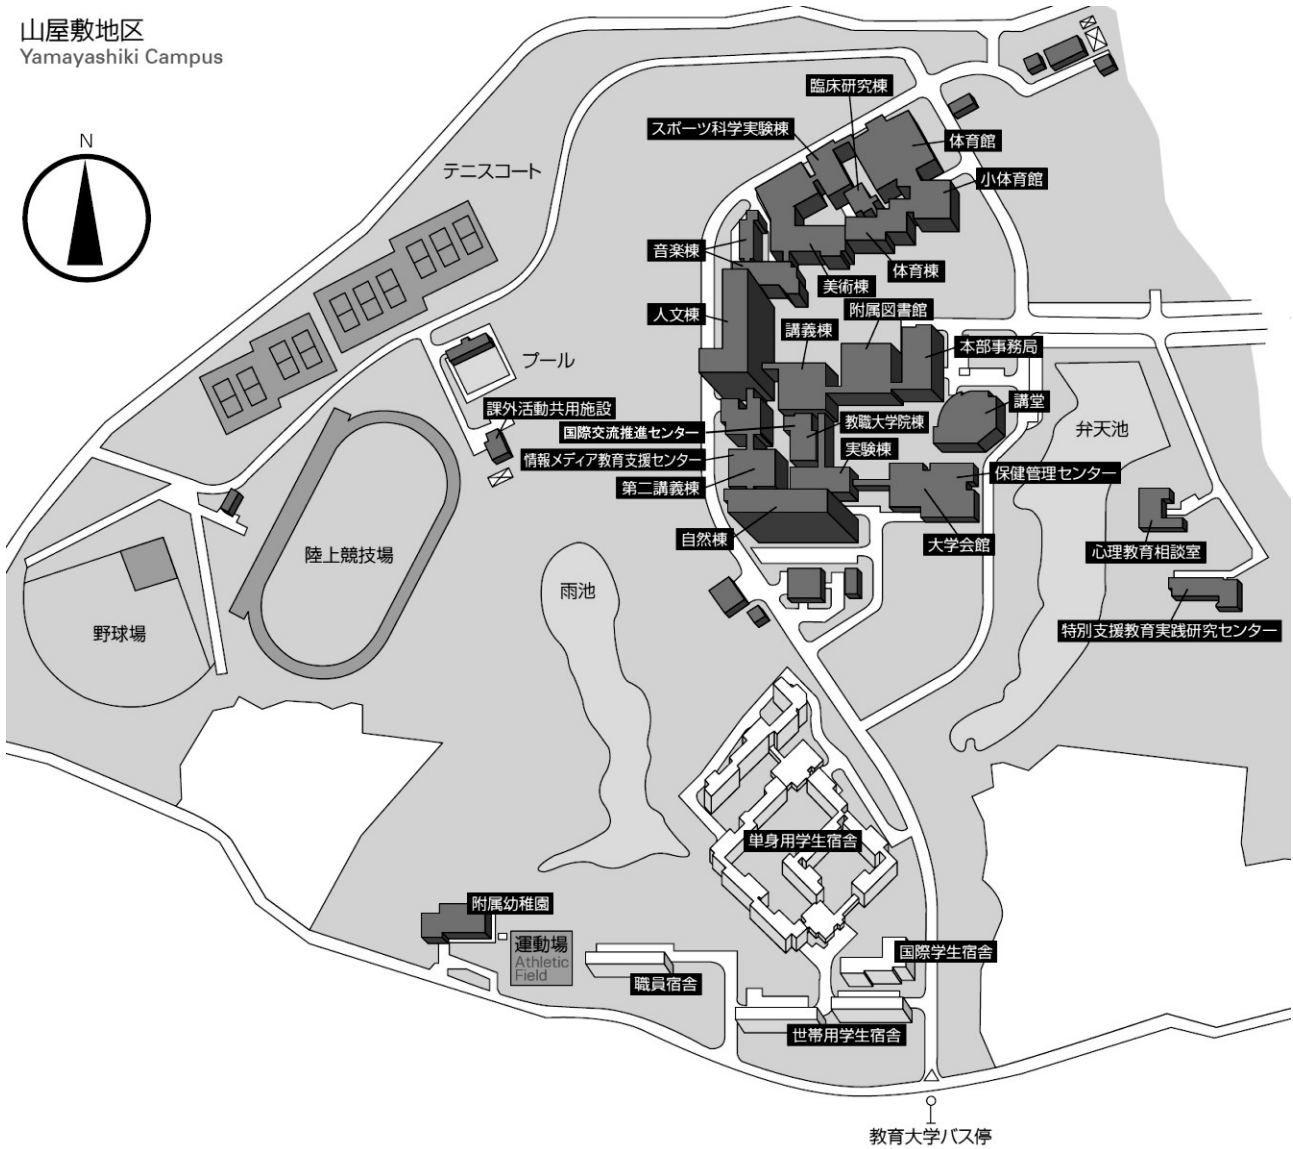 山屋敷地区
Yamayashiki Campus
N
臨床研究棟
スポーツ科学実験棟
体育館
テニスコート
小体育館
音楽棟
体育棟
美術棟
人文棟
附属図書館
講義棟
本部事務局
プール
講堂
課外活動共用施設
教職大学院棟
弁天池
国際交流推進センター
実験棟
情報メディア教育支援センター
保健管理センター
第二講義棟
自然棟
大学会館
心理教育相談室
陸上競技場
雨池
野球場
特別支援教育実践研究センター
単身用学生宿舎
附属幼稚園
運動場
Athletic
Field
国際学生宿舎
職員宿舎
世帯用学生宿舎
教育大学バス停